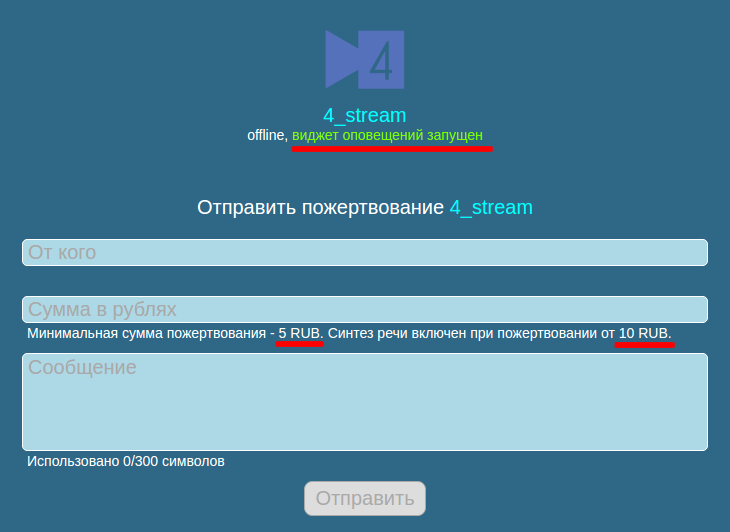 4
4_stream
offline, виджет оповещений запущен
Отправить пожертвование 4_stream
От кого
Сумма в рублях
Минимальная сумма пожертвования - 5 RUB. Синтез речи включен при пожертвовании от 10 RUB.
Сообщение
Использовано 0/300 символов
Отправить